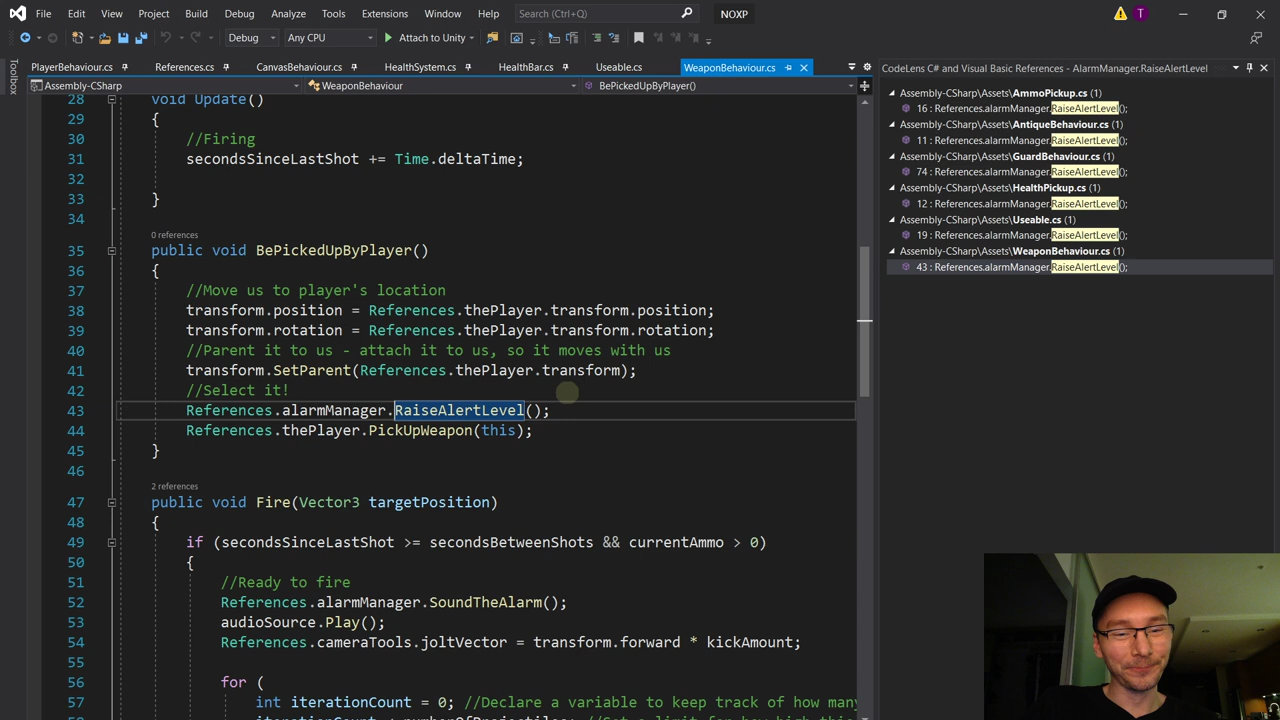 File Edit View Project Build Debug Analyze Tools Extensions Window Help Search (Ctrl+Q) NOXP T
Debug Any CPU Attach to Unity
Toolbox
PlayerBehaviour.cs References.cs CanvasBehaviour.cs HealthSystem.cs HealthBar.cs Useable.cs WeaponBehaviour.cs
Assembly-CSharp WeaponBehaviour BePickedUpByPlayer()
28 void Update()
29 {
30 //Firing
31 secondsSinceLastShot += Time.deltaTime;
32
33 }
34
0 references
35 public void BePickedUpByPlayer()
36 {
37 //Move us to player's location
38 transform.position = References.thePlayer.transform.position;
39 transform.rotation = References.thePlayer.transform.rotation;
40 //Parent it to us - attach it to us, so it moves with us
41 transform.SetParent(References.thePlayer.transform);
42 //Select it!
43 References.alarmManager.RaiseAlertLevel();
44 References.thePlayer.PickUpWeapon(this);
45 }
46
2 references
47 public void Fire(Vector3 targetPosition)
48 {
49 if (secondsSinceLastShot >= secondsBetweenShots && currentAmmo > 0)
50 {
51 //Ready to fire
52 References.alarmManager.SoundTheAlarm();
53 audioSource.Play();
54 References.cameraTools.joltVector = transform.forward * kickAmount;
55
56 for (
57 int iterationCount = 0; //Declare a variable to keep track of how many
CodeLens C# and Visual Basic References - AlarmManager.RaiseAlertLevel
Assembly-CSharp\Assets\AmmoPickup.cs (1)
16 : References.alarmManager.RaiseAlertLevel();
Assembly-CSharp\Assets\AntiqueBehaviour.cs (1)
11 : References.alarmManager.RaiseAlertLevel();
Assembly-CSharp\Assets\GuardBehaviour.cs (1)
74 : References.alarmManager.RaiseAlertLevel();
Assembly-CSharp\Assets\HealthPickup.cs (1)
12 : References.alarmManager.RaiseAlertLevel();
Assembly-CSharp\Assets\Useable.cs (1)
19 : References.alarmManager.RaiseAlertLevel();
Assembly-CSharp\Assets\WeaponBehaviour.cs (1)
43 : References.alarmManager.RaiseAlertLevel();